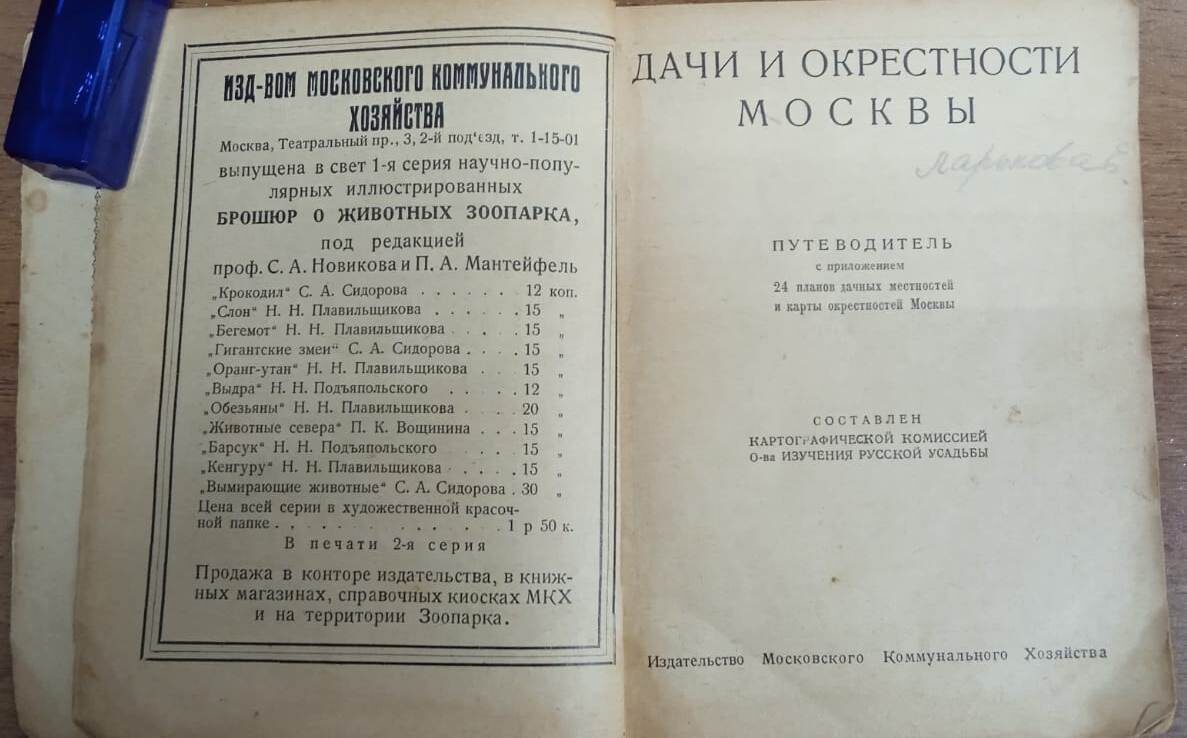 ИЗД-ВОМ МОСКОВСКОГО КОММУНАЛЬНОГО
ХОЗЯЙСТВА
Москва, Театральный пр., 3, 2-й под‘езд, т. 1-15-01
выпущена в свет 1-я серия научно-попу-
лярных иллюстрированных
БРОШЮР О ЖИВОТНЫХ ЗООПАРКА,
под редакцией
проф. С. А. Новикова и П. А. Мантейфель
„Крокодил“ С. А. Сидорова . . . . . . . 12 коп.
„Слон“ Н. Н. Плавильщикова . . . . . . 15 „
„Бегемот“ Н. Н. Плавильщикова . . . . . 15 „
„Гигантские змеи“ С. А. Сидорова . . . . 15 „
„Оранг-утан“ Н. Н. Плавильщикова . . . 15 „
„Выдра“ Н. Н. Подъяпольского . . . . . 12 „
„Обезьяны“ Н. Н. Плавильщикова . . . . 20 „
„Животные севера“ П. К. Вощинина . . . 15 „
„Барсук“ Н. Н. Подъяпольского . . . . 15 „
„Кенгуру“ Н. Н. Плавильщикова . . . . . 15 „
„Вымирающие животные“ С. А. Сидорова . 30 „
Цена всей серии в художественной красоч-
ной папке . . . . . . . . . . . 1 р 50 к.
В печати 2-я серия
Продажа в конторе издательства, в книж-
ных магазинах, справочных киосках МКХ
и на территории Зоопарка.
ДАЧИ И ОКРЕСТНОСТИ
МОСКВЫ
ПУТЕВОДИТЕЛЬ
с приложением
24 планов дачных местностей
и карты окрестностей Москвы
СОСТАВЛЕН
КАРТОГРАФИЧЕСКОЙ КОМИССИЕЙ
О-ва ИЗУЧЕНИЯ РУССКОЙ УСАДЬБЫ
Издательство Московского Коммунального Хозяйства